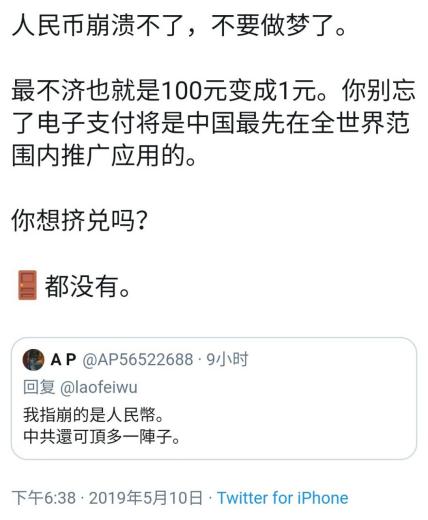 人民币崩溃不了，不要做梦了。
最不济也就是100元变成1元。你别忘
了电子支付将是中国最先在全世界范
围内推广应用的。
你想挤兑吗？
🚪都没有。
A P @AP56522688 · 9小时
回复 @laofeiwu
我指崩的是人民幣。
中共還可頂多一陣子。
下午6:38 · 2019年5月10日 · Twitter for iPhone